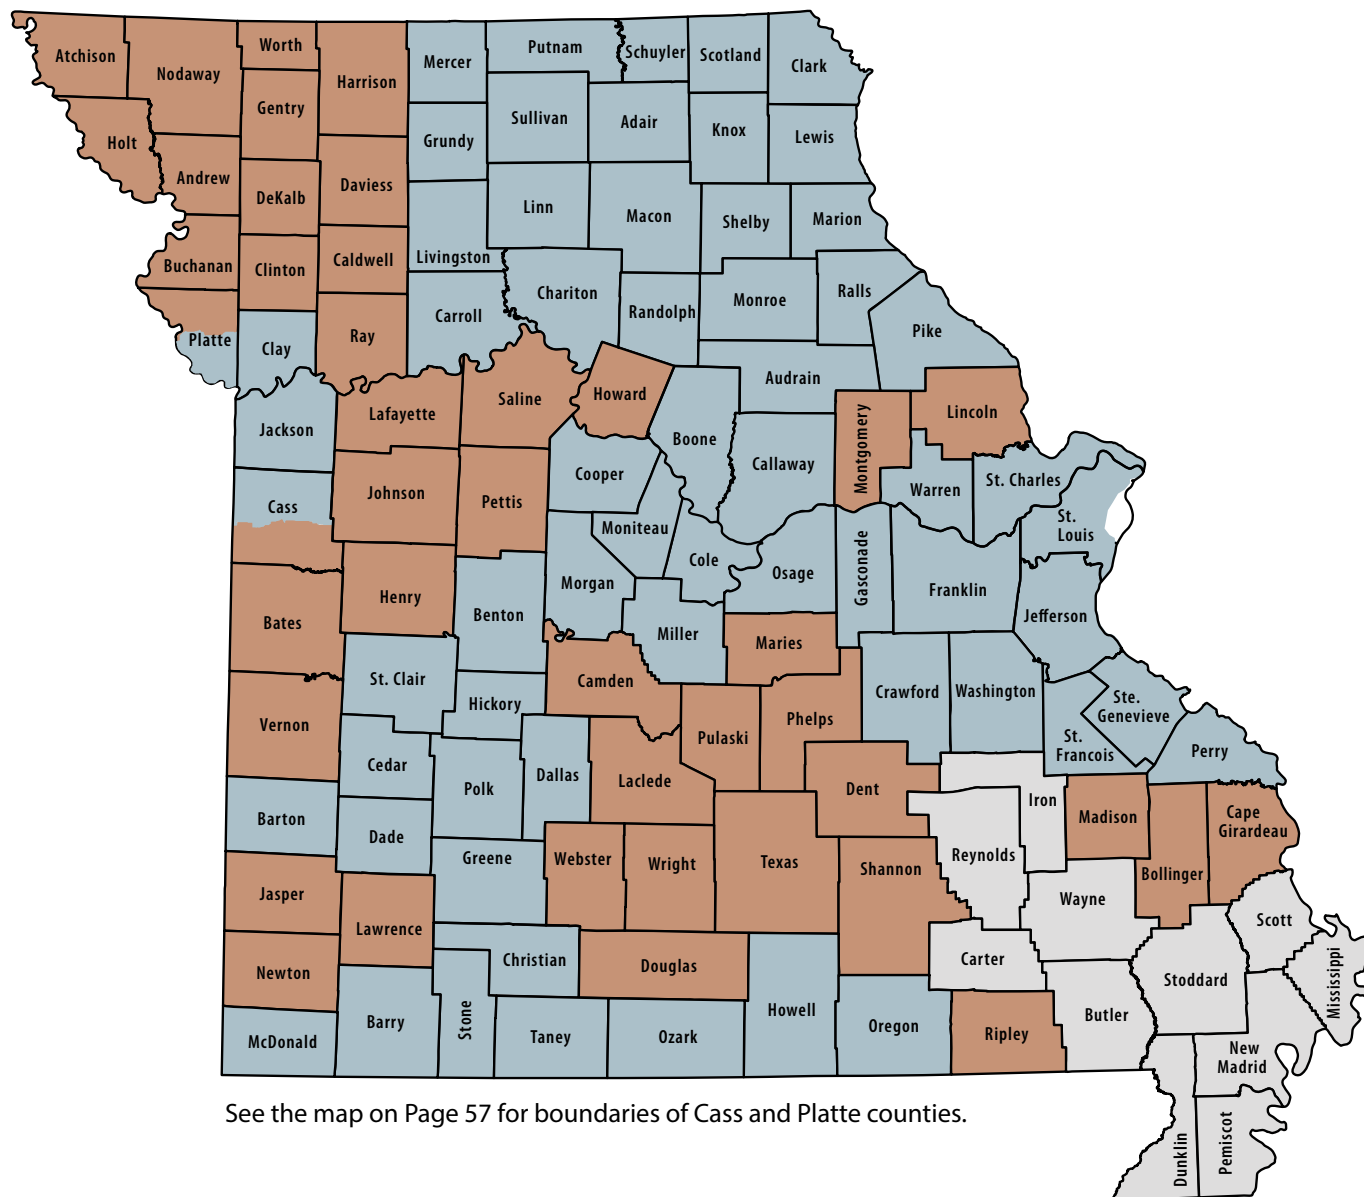 Atchison
Nodaway
Worth
Harrison
Mercer
Putnam
Schuyler
Scotland
Clark
Gentry
Holt
Grundy
Sullivan
Adair
Knox
Lewis
Andrew
DeKalb
Daviess
Linn
Macon
Shelby
Marion
Buchanan
Clinton
Caldwell
Livingston
Chariton
Randolph
Monroe
Ralls
Pike
Platte
Clay
Ray
Carroll
Audrain
Jackson
Lafayette
Saline
Howard
Boone
Callaway
Montgomery
Lincoln
Cass
Johnson
Pettis
Cooper
Warren
St. Charles
St.
Louis
Moniteau
Cole
Osage
Gasconade
Franklin
Jefferson
Bates
Henry
Benton
Morgan
Miller
Maries
St. Clair
Hickory
Camden
Pulaski
Phelps
Crawford
Washington
Ste.
Genevieve
St.
Francois
Perry
Vernon
Cedar
Polk
Dallas
Laclede
Dent
Iron
Madison
Cape
Girardeau
Barton
Dade
Greene
Webster
Wright
Texas
Shannon
Reynolds
Bollinger
Jasper
Lawrence
Wayne
Scott
Newton
Christian
Douglas
Carter
Stoddard
Mississippi
McDonald
Barry
Stone
Taney
Ozark
Howell
Oregon
Ripley
Butler
New
Madrid
Dunklin
Pemiscot
See the map on Page 57 for boundaries of Cass and Platte counties.